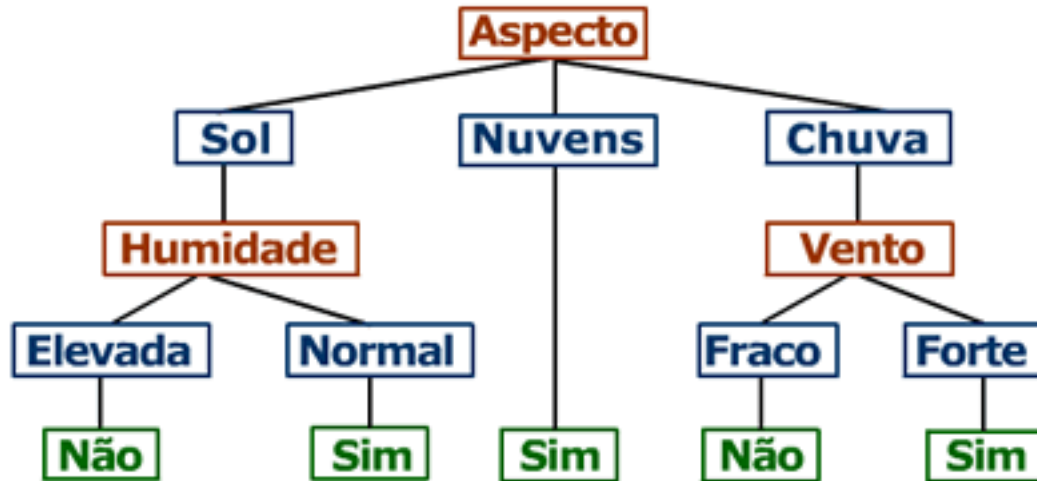 Aspecto
Sol Nuvens Chuva
Humidade Vento
Elevada Normal Fraco Forte
Não Sim Sim Não Sim